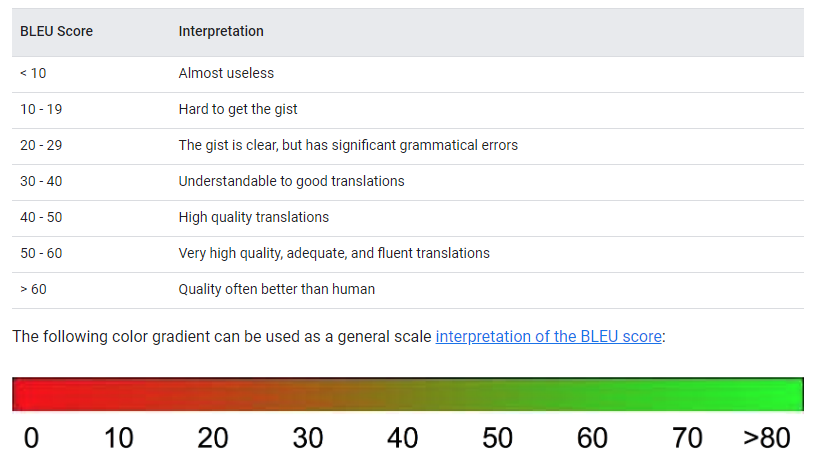 BLEU Score Interpretation
< 10 Almost useless
10 - 19 Hard to get the gist
20 - 29 The gist is clear, but has significant grammatical errors
30 - 40 Understandable to good translations
40 - 50 High quality translations
50 - 60 Very high quality, adequate, and fluent translations
> 60 Quality often better than human
The following color gradient can be used as a general scale interpretation of the BLEU score:
0 10 20 30 40 50 60 70 >80